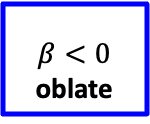 β < 0
oblate